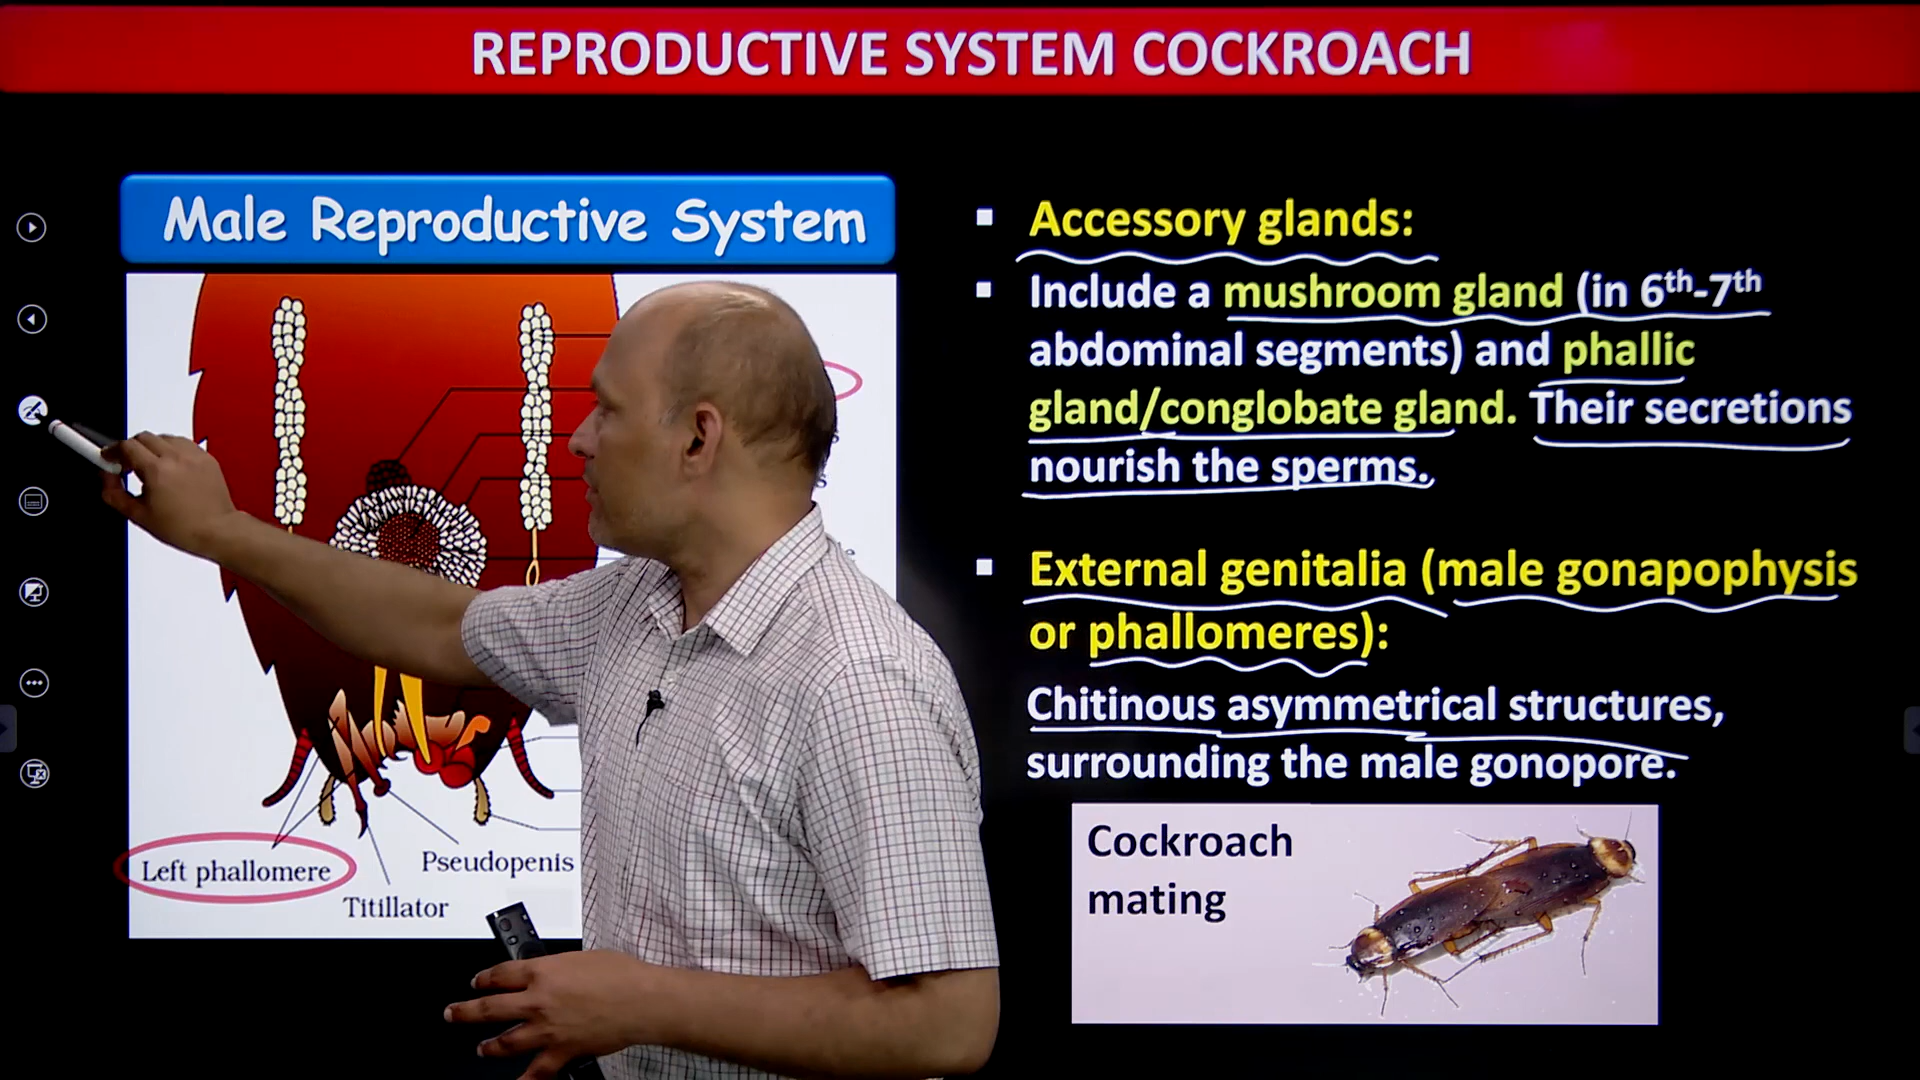 REPRODUCTIVE SYSTEM COCKROACH
Male Reproductive System
Left phallomere
Pseudopenis
Titillator
Accessory glands:
Include a mushroom gland (in 6th-7th
abdominal segments) and phallic
gland/conglobate gland. Their secretions
nourish the sperms.
External genitalia (male gonapophysis
or phallomeres):
Chitinous asymmetrical structures,
surrounding the male gonopore.
Cockroach
mating